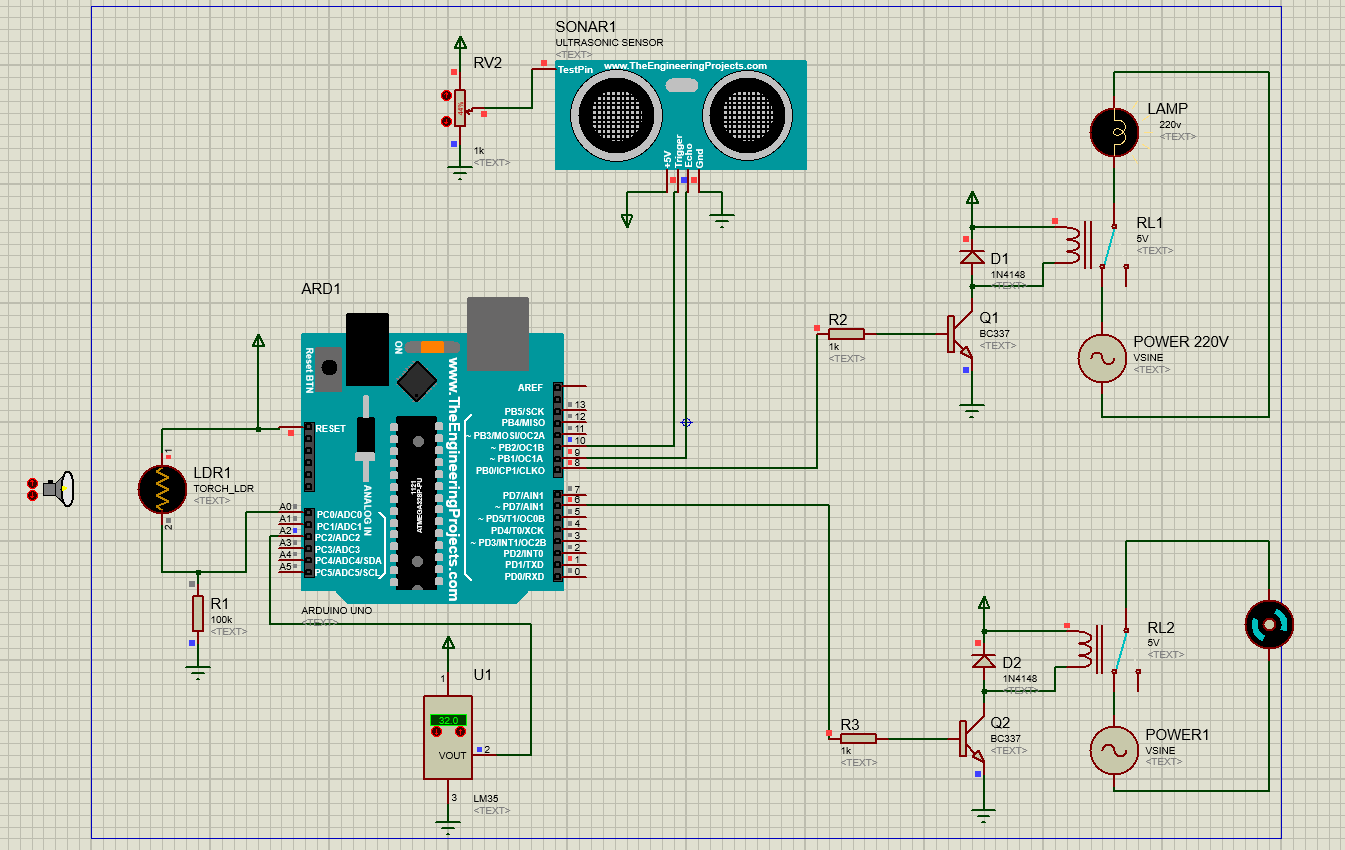 SONAR1
ULTRASONIC SENSOR
<TEXT>
www.TheEngineeringProjects.com
TestPin
+5V
Trigger
Echo
Gnd
RV2
44%
1k
<TEXT>
LAMP
220v
<TEXT>
RL1
5V
<TEXT>
D1
1N4148
<TEXT>
Q1
BC337
<TEXT>
R2
1k
<TEXT>
POWER 220V
VSINE
<TEXT>
ARD1
Reset BTN
ON
www.TheEngineeringProjects.com
ANALOG IN
1121
ATMEGA328P-PU
RESET
AREF
PB5/SCK 13
PB4/MISO 12
~ PB3/MOSI/OC2A 11
~ PB2/OC1B 10
~ PB1/OC1A 9
PB0/ICP1/CLKO 8
PD7/AIN1 7
~ PD7/AIN1 6
~ PD5/T1/OC0B 5
PD4/T0/XCK 4
~ PD3/INT1/OC2B 3
PD2/INT0 2
PD1/TXD 1
PD0/RXD 0
A0 PC0/ADC0
A1 PC1/ADC1
A2 PC2/ADC2
A3 PC3/ADC3
A4 PC4/ADC4/SDA
A5 PC5/ADC5/SCL
ARDUINO UNO
<TEXT>
LDR1
TORCH_LDR
<TEXT>
1
2
R1
100k
<TEXT>
U1
1
32.0
VOUT
2
3
LM35
<TEXT>
R3
1k
<TEXT>
D2
1N4148
<TEXT>
Q2
BC337
<TEXT>
RL2
5V
<TEXT>
POWER1
VSINE
<TEXT>